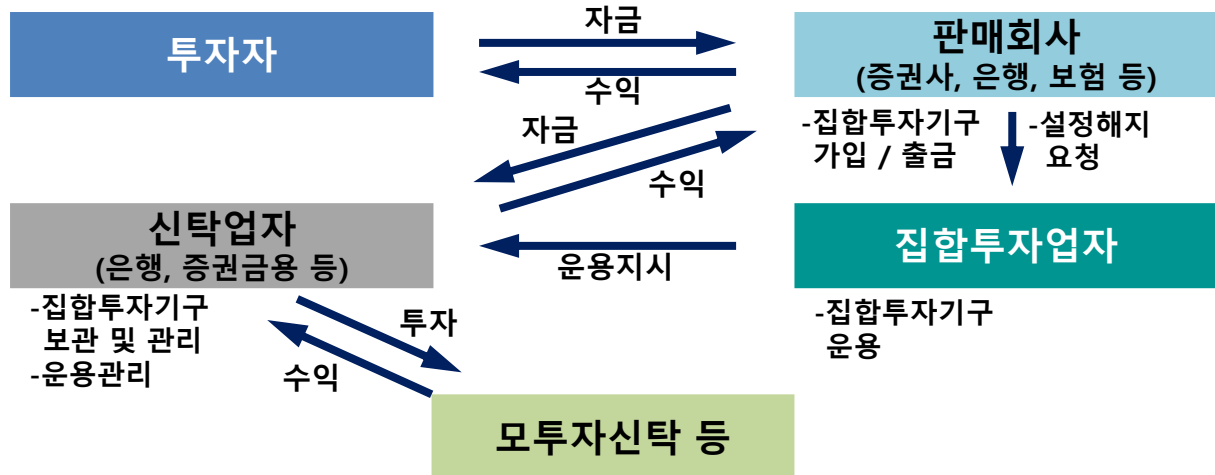 투자자
자금
수익
판매회사
(증권사, 은행, 보험 등)
-집합투자기구
가입 / 출금
-설정해지
요청
자금
수익
신탁업자
(은행, 증권금용 등)
-집합투자기구
보관 및 관리
-운용관리
운용지시
집합투자업자
-집합투자기구
운용
투자
수익
모투자신탁 등